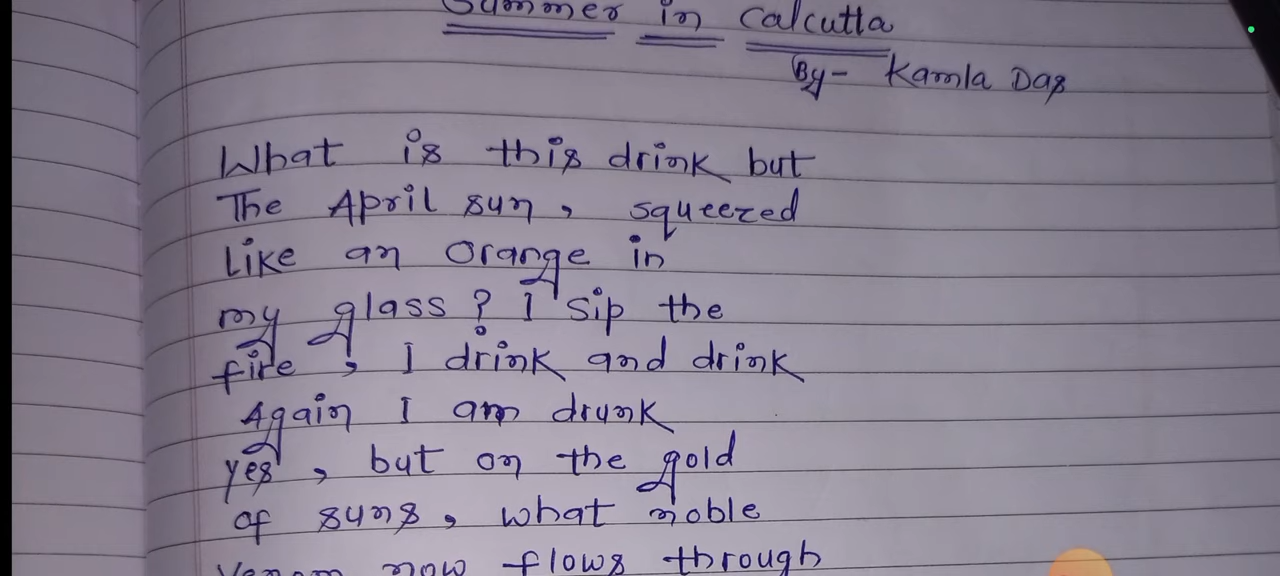 Summer in Calcutta
By- Kamla Das
What is this drink but
The April sun, squeezed
Like an Orange in
my glass? I sip the
fire, I drink and drink
Again I am drunk
yes, but on the gold
of suns, what noble
Venom now flows through